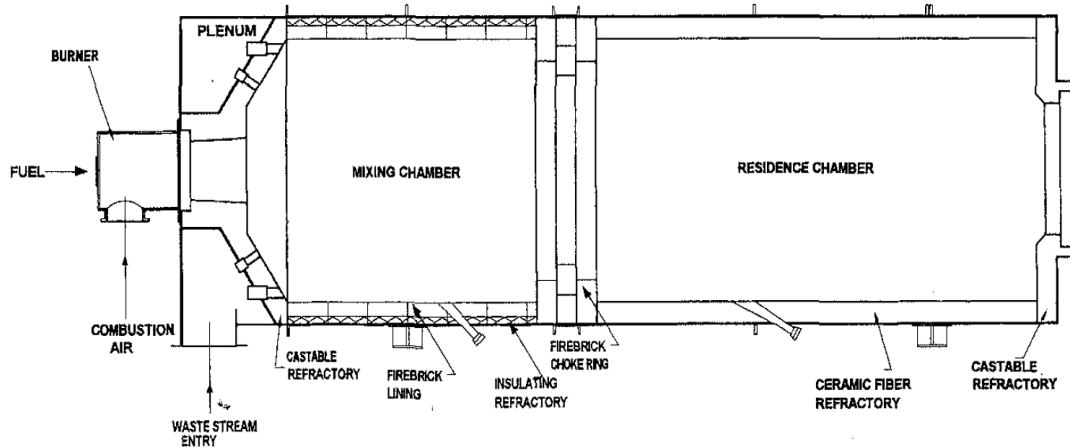 PLENUM
BURNER
FUEL
MIXING CHAMBER
RESIDENCE CHAMBER
COMBUSTION
AIR
CASTABLE
REFRACTORY
FIREBRICK
LINING
INSULATING
REFRACTORY
FIREBRICK
CHOKE RING
CERAMIC FIBER
REFRACTORY
CASTABLE
REFRACTORY
WASTE STREAM
ENTRY